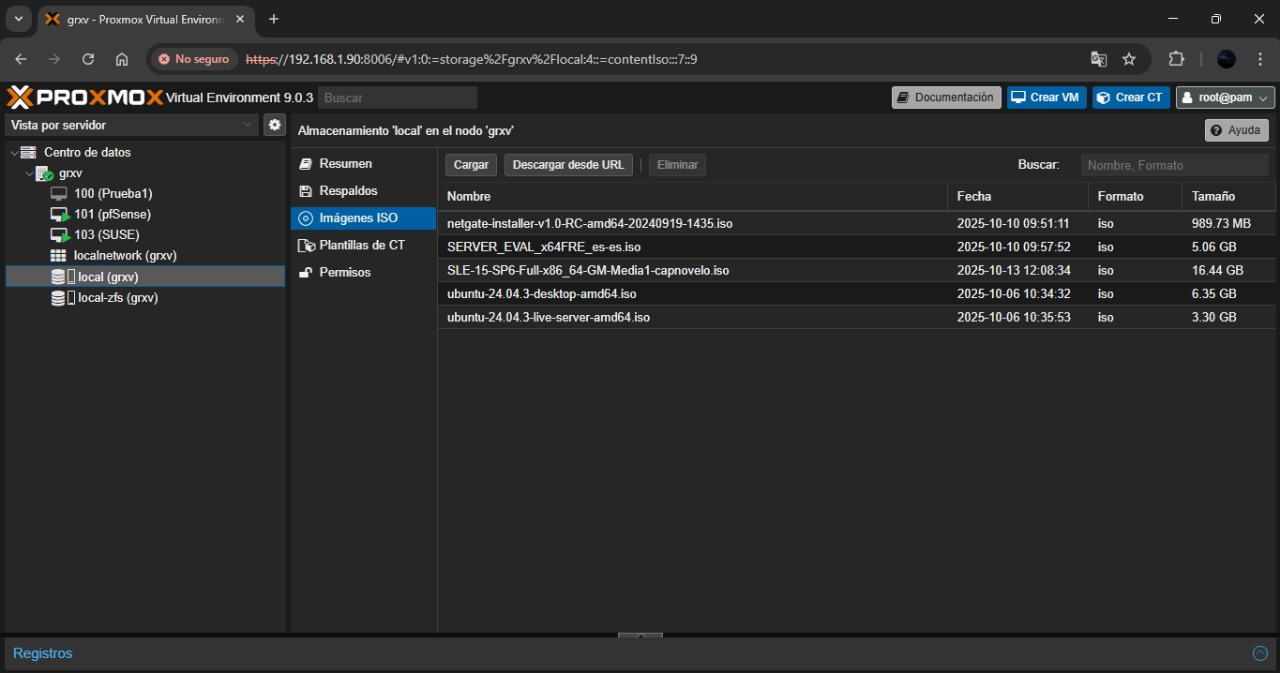 grxv - Proxmox Virtual Environ
No seguro https://192.168.1.90:8006/#v1:0:=storage%2Fgrxv%2Flocal:4::=contentIso:::7::9
PROXMOX Virtual Environment 9.0.3 Buscar Documentación Crear VM Crear CT root@pam
Vista por servidor
Almacenamiento 'local' en el nodo 'grxv' Ayuda
Centro de datos
grxv
100 (Prueba1)
101 (pfSense)
103 (SUSE)
localnetwork (grxv)
local (grxv)
local-zfs (grxv)
Resumen
Respaldos
Imágenes ISO
Plantillas de CT
Permisos
Cargar Descargar desde URL Eliminar Buscar: Nombre, Formato
Nombre Fecha Formato Tamaño
netgate-installer-v1.0-RC-amd64-20240919-1435.iso 2025-10-10 09:51:11 iso 989.73 MB
SERVER_EVAL_x64FRE_es-es.iso 2025-10-10 09:57:52 iso 5.06 GB
SLE-15-SP6-Full-x86_64-GM-Media1-capnovelo.iso 2025-10-13 12:08:34 iso 16.44 GB
ubuntu-24.04.3-desktop-amd64.iso 2025-10-06 10:34:32 iso 6.35 GB
ubuntu-24.04.3-live-server-amd64.iso 2025-10-06 10:35:53 iso 3.30 GB
Registros